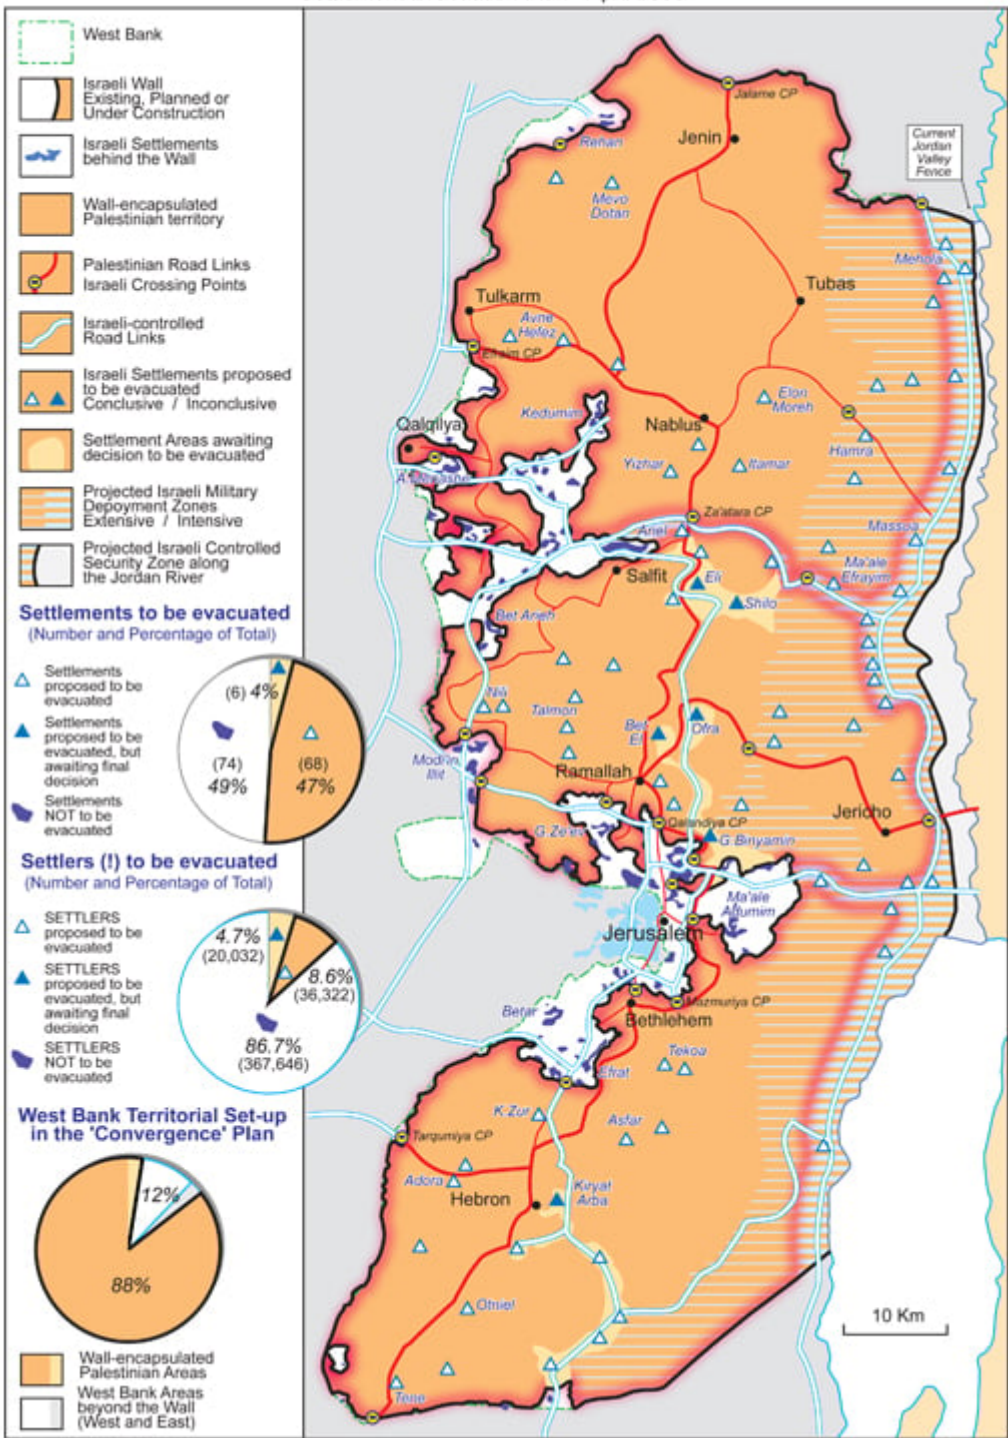 West Bank
Israeli Wall
Existing, Planned or
Under Construction
Israeli Settlements
behind the Wall
Wall-encapsulated
Palestinian territory
Palestinian Road Links
Israeli Crossing Points
Israeli-controlled
Road Links
Israeli Settlements proposed
to be evacuated
Conclusive / Inconclusive
Settlement Areas awaiting
decision to be evacuated
Projected Israeli Military
Depoyment Zones
Extensive / Intensive
Projected Israeli Controlled
Security Zone along
the Jordan River
Settlements to be evacuated
(Number and Percentage of Total)
Settlements
proposed to be
evacuated
Settlements
proposed to be
evacuated, but
awaiting final
decision
Settlements
NOT to be
evacuated
(6) 4%
(74)
49%
(68)
47%
Settlers (!) to be evacuated
(Number and Percentage of Total)
SETTLERS
proposed to be
evacuated
SETTLERS
proposed to be
evacuated, but
awaiting final
decision
SETTLERS
NOT to be
evacuated
4.7%
(20,032)
8.6%
(36,322)
86.7%
(367,646)
West Bank Territorial Set-up
in the 'Convergence' Plan
12%
88%
Wall-encapsulated
Palestinian Areas
West Bank Areas
beyond the Wall
(West and East)
Jalame CP
Jenin
Rehan
Current
Jordan
Valley
Fence
Mevo
Dotan
Mehola
Tubas
Tulkarm
Avne
Hefez
Efraim CP
Elon
Moreh
Kedumim
Nablus
Qalqilya
Hamra
Yizhar
Itamar
Za'atara CP
Massoa
Ariel
Ma'ale
Efrayim
Salfit
Eli
Shilo
Bet Arieh
Nili
Talmon
Bet
El
Ofra
Modi'in
Illit
Ramallah
Jericho
Qalandiya CP
G.Ze'ev
G.Binyamin
Ma'ale
Adumim
Jerusalem
Mazmuriya CP
Betar
Bethlehem
Tekoa
Efrat
K.Zur
Asfar
Tarqumiya CP
Adora
Hebron
Kiryat
Arba
Otniel
10 Km
Tene